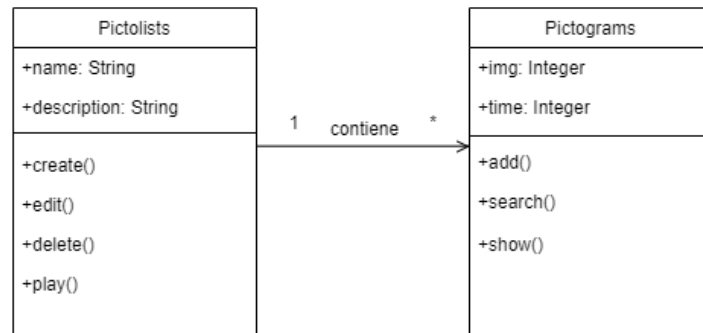 Pictolists
+name: String
+description: String
+create()
+edit()
+delete()
+play()
1 contiene *
Pictograms
+img: Integer
+time: Integer
+add()
+search()
+show()